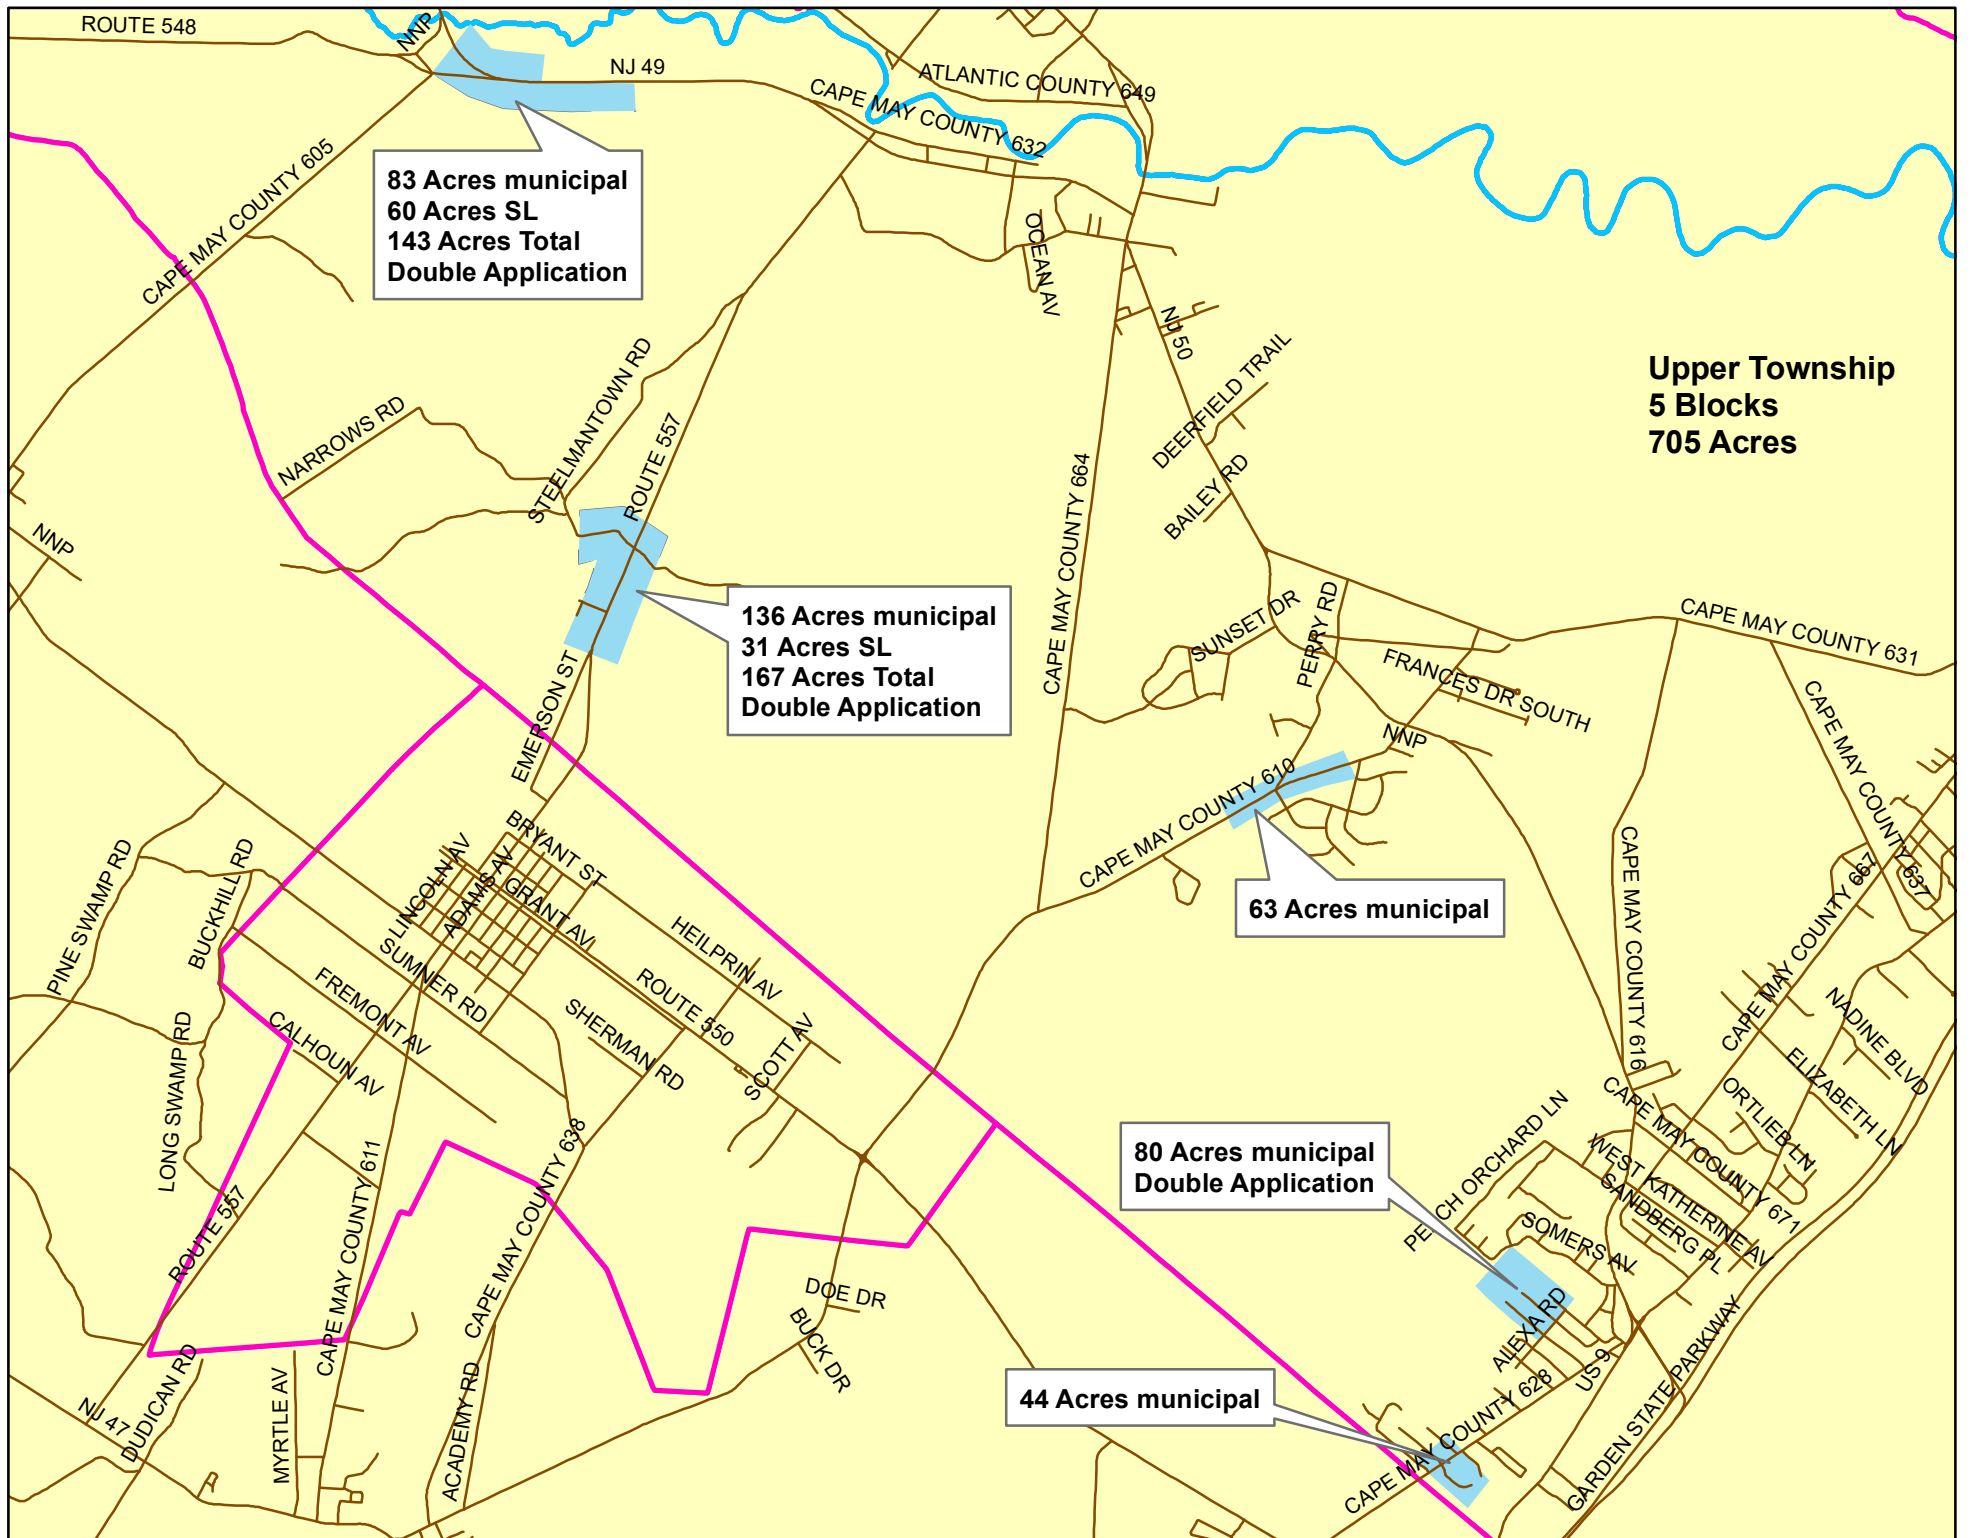 ROUTE 548
NNP
NJ 49
ATLANTIC COUNTY 649
CAPE MAY COUNTY 632
CAPE MAY COUNTY 605
83 Acres municipal
60 Acres SL
143 Acres Total
Double Application
OCEAN AV
NJ 50
Upper Township
5 Blocks
705 Acres
DEERFIELD TRAIL
BAILEY RD
NARROWS RD
STEELMANTOWN RD
ROUTE 557
CAPE MAY COUNTY 664
NNP
136 Acres municipal
31 Acres SL
167 Acres Total
Double Application
SUNSET DR
PERRY RD
CAPE MAY COUNTY 631
FRANCES DR SOUTH
NNP
CAPE MAY COUNTY 637
EMERSON ST
CAPE MAY COUNTY 610
63 Acres municipal
BRYANT ST
LINCOLN AV
ADAMS AV
GRANT AV
PINE SWAMP RD
BUCKHILL RD
CAPE MAY COUNTY 616
CAPE MAY COUNTY 667
HEILPRIN AV
SUMNER RD
FREMONT AV
ROUTE 550
CALHOUN AV
SHERMAN RD
SCOTT AV
LONG SWAMP RD
NADINE BLVD
ELIZABETH LN
ORTLIEB LN
CAPE MAY COUNTY 671
WEST KATHERINE AV
SANDBERG PL
PEACH ORCHARD LN
SOMERS AV
80 Acres municipal
Double Application
ROUTE 557
CAPE MAY COUNTY 611
CAPE MAY COUNTY 638
DOE DR
BUCK DR
ALEXA RD
US 9
GARDEN STATE PARKWAY
44 Acres municipal
CAPE MAY COUNTY 628
NJ 47
DUDICAN RD
MYRTLE AV
ACADEMY RD